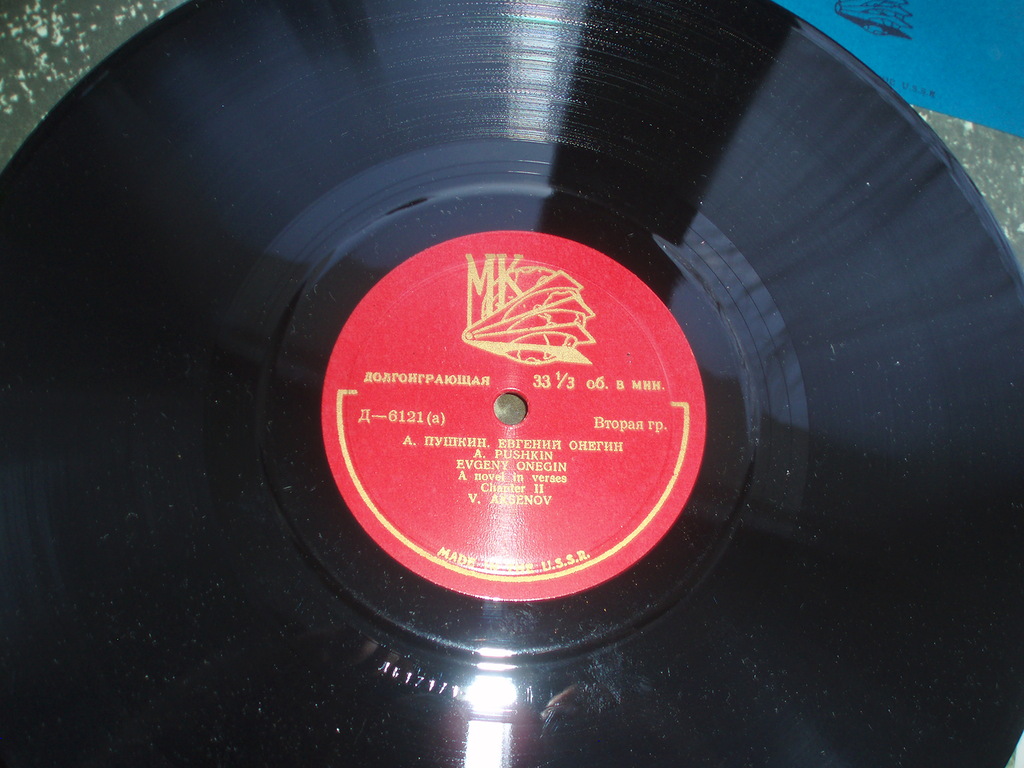 МК
ДОЛГОИГРАЮЩАЯ 33 1/3 об. в мин.
Д—6121(а) Вторая гр.
А. ПУШКИН. ЕВГЕНИЙ ОНЕГИН
A. PUSHKIN
EVGENY ONEGIN
A novel in verses
Chapter II
V. AKSENOV
MADE IN THE U.S.S.R.